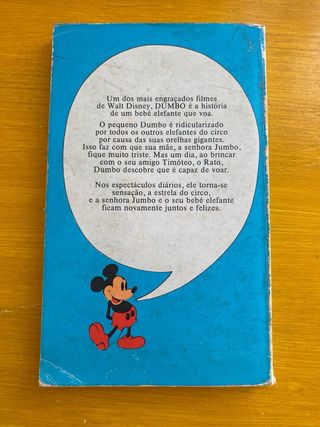 Um dos mais engraçados filmes
de Walt Disney, DUMBO é a história
de um bebé elefante que voa.
O pequeno Dumbo é ridicularizado
por todos os outros elefantes do circo
por causa das suas orelhas gigantes.
Isso faz com que sua mãe, a senhora Jumbo,
fique muito triste. Mas um dia, ao brincar
com o seu amigo Timóteo, o Rato,
Dumbo descobre que é capaz de voar.
Nos espectáculos diários, ele torna-se
sensação, a estrela do circo,
e a senhora Jumbo e o seu bebé elefante
ficam novamente juntos e felizes.